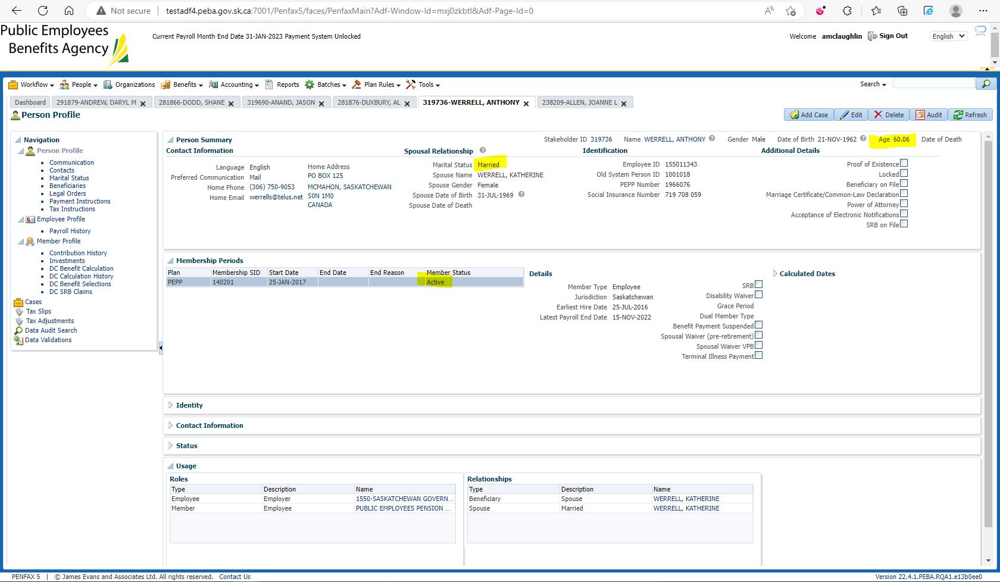 Not secure testadf4.peba.gov.sk.ca:7001/Penfax5/faces/PenfaxMain?Adf-Window-Id=mxj0zkbtl&Adf-Page-Id=0
Public Employees
Benefits Agency
Current Payroll Month End Date 31-JAN-2023 Payment System Unlocked
Welcome amclaughlin Sign Out English
Workflow People Organizations Benefits Accounting Reports Batches Plan Rules Tools Search
Dashboard 291879-ANDREW, DARYL M 281866-DODD, SHANE 319690-ANAND, JASON 281876-DUXBURY, AL 319736-WERRELL, ANTHONY 238209-ALLEN, JOANNE L
Person Profile Add Case Edit Delete Audit Refresh
Navigation
Person Profile
Communication
Contacts
Marital Status
Beneficiaries
Legal Orders
Payment Instructions
Tax Instructions
Employee Profile
Payroll History
Member Profile
Contribution History
Investments
DC Benefit Calculation
DC Calculation History
DC Benefit Selections
DC SRB Claims
Cases
Tax Slips
Tax Adjustments
Data Audit Search
Data Validations
Person Summary Stakeholder ID 319736 Name WERRELL, ANTHONY Gender Male Date of Birth 21-NOV-1962 Age 60.06 Date of Death
Contact Information
Language English
Preferred Communication Mail
Home Phone (306) 750-9053
Home Email werrells@telus.net
Home Address
PO BOX 125
MCMAHON, SASKATCHEWAN
S0N 1M0
CANADA
Spousal Relationship
Marital Status Married
Spouse Name WERRELL, KATHERINE
Spouse Gender Female
Spouse Date of Birth 31-JUL-1969
Spouse Date of Death
Identification
Employee ID 155011343
Old System Person ID 1001018
PEPP Number 1966076
Social Insurance Number 719 708 059
Additional Details
Proof of Existence
Locked
Beneficiary on File
Marriage Certificate/Common-Law Declaration
Power of Attorney
Acceptance of Electronic Notifications
SRB on File
Membership Periods
Plan Membership SID Start Date End Date End Reason Member Status
PEPP 140201 25-JAN-2017 Active
Details
Member Type Employee
Jurisdiction Saskatchewan
Earliest Hire Date 25-JUL-2016
Latest Payroll End Date 15-NOV-2022
SRB
Disability Waiver
Grace Period
Dual Member Type
Benefit Payment Suspended
Spousal Waiver (pre-retirement)
Spousal Waiver VPB
Terminal Illness Payment
Calculated Dates
Identity
Contact Information
Status
Usage
Roles
Type Description Name
Employee Employer 1550-SASKATCHEWAN GOVERN...
Member Employee PUBLIC EMPLOYEES PENSION ...
Relationships
Type Description Name
Beneficiary Spouse WERRELL, KATHERINE
Spouse Married WERRELL, KATHERINE
PENFAX 5 | © James Evans and Associates Ltd. All rights reserved. Contact Us Version 22.4.1.PEBA.RQA1.e13b0ee0